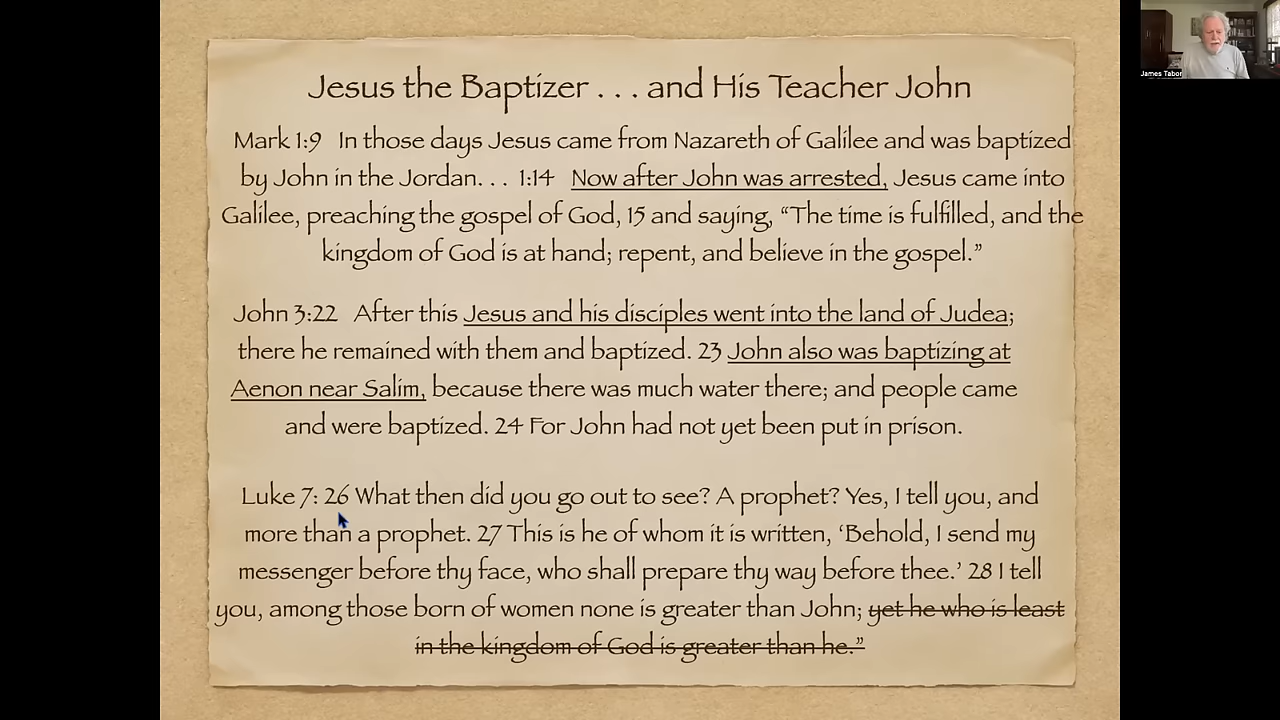 Jesus the Baptizer . . . and His Teacher John
Mark 1:9 In those days Jesus came from Nazareth of Galilee and was baptized
by John in the Jordan. . . 1:14 Now after John was arrested, Jesus came into
Galilee, preaching the gospel of God, 15 and saying, “The time is fulfilled, and the
kingdom of God is at hand; repent, and believe in the gospel.”
John 3:22 After this Jesus and his disciples went into the land of Judea;
there he remained with them and baptized. 23 John also was baptizing at
Aenon near Salim, because there was much water there; and people came
and were baptized. 24 For John had not yet been put in prison.
Luke 7: 26 What then did you go out to see? A prophet? Yes, I tell you, and
more than a prophet. 27 This is he of whom it is written, ‘Behold, I send my
messenger before thy face, who shall prepare thy way before thee.’ 28 I tell
you, among those born of women none is greater than John; yet he who is least
in the kingdom of God is greater than he.”
James Tabor